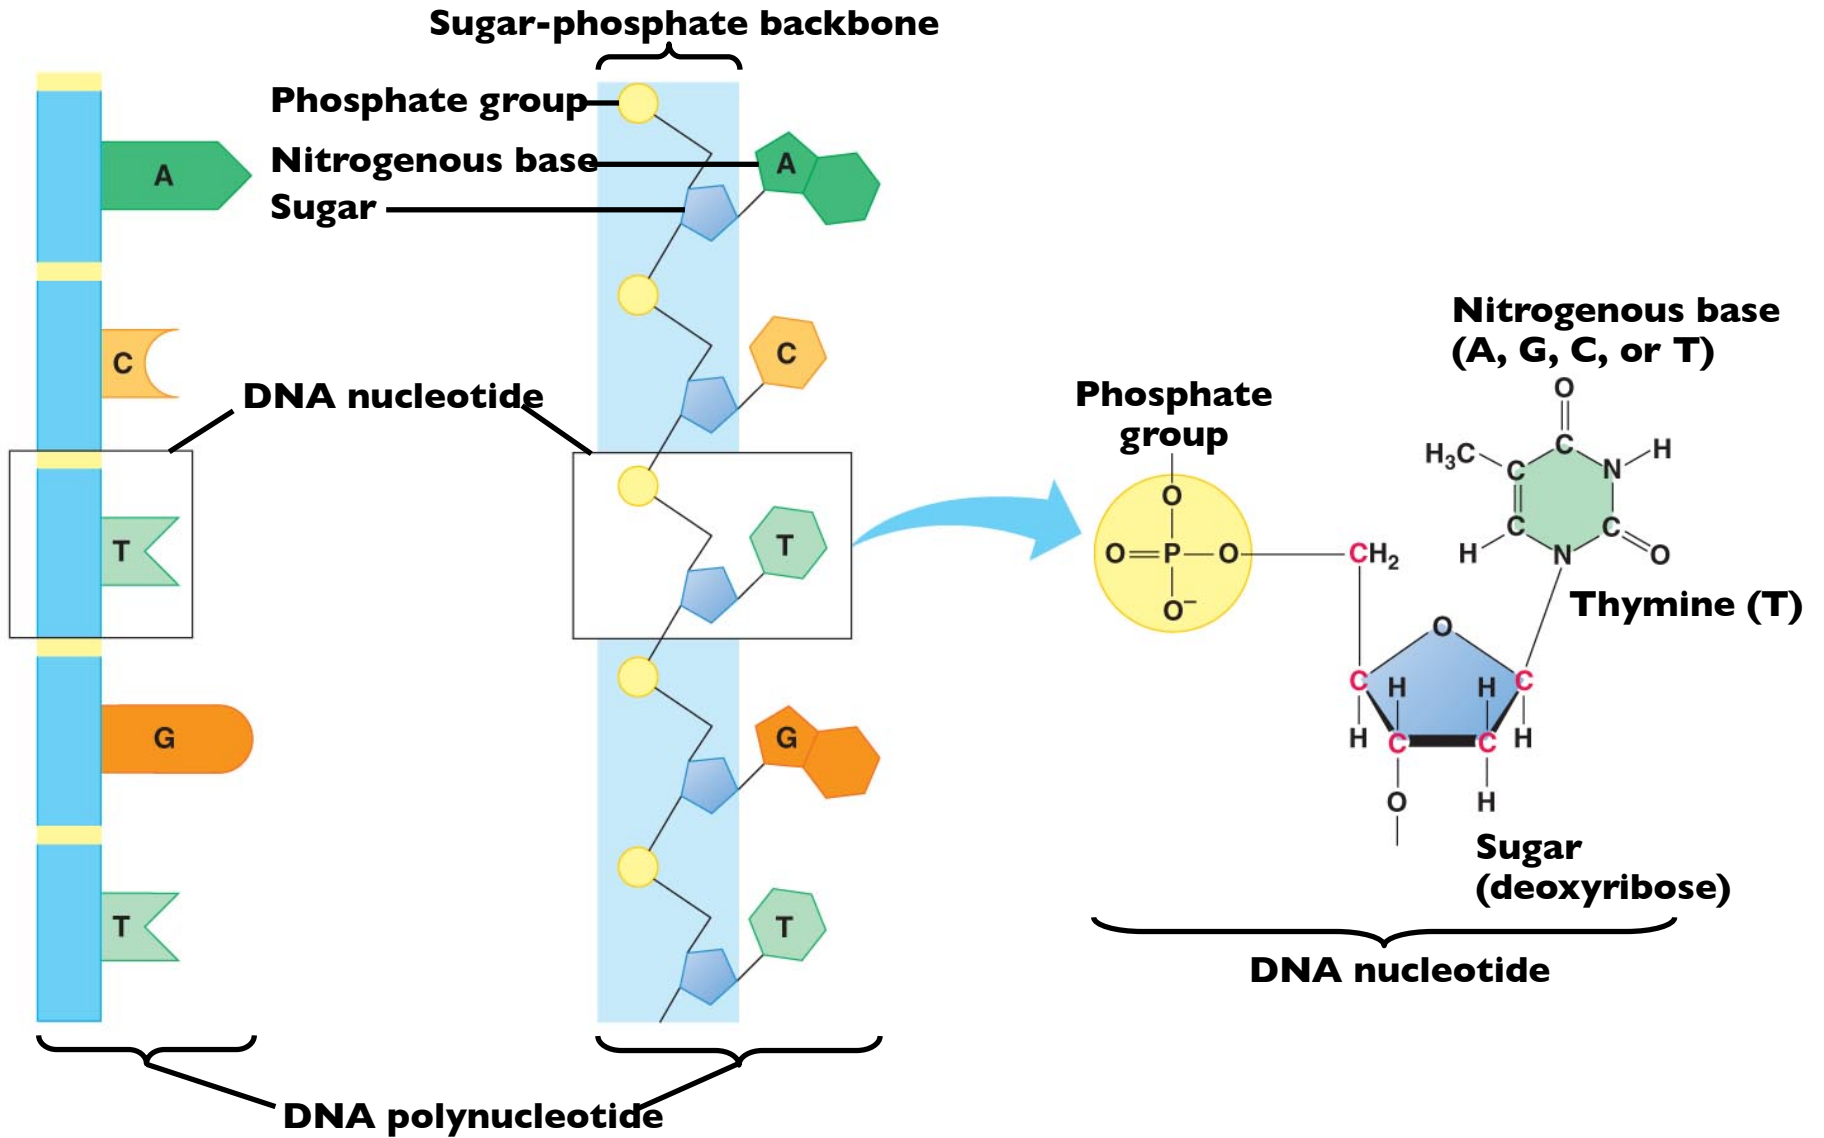 Sugar-phosphate backbone
Phosphate group
Nitrogenous base
Sugar
A
A
C
C
DNA nucleotide
T
T
G
G
T
T
DNA polynucleotide
Nitrogenous base
(A, G, C, or T)
Phosphate
group
O
O=P–O
O⁻
CH₂
O
C
H₃C
C
N
H
C
C
O
H
N
Thymine (T)
O
C
H
H
C
H
C
C
H
O
H
Sugar
(deoxyribose)
DNA nucleotide